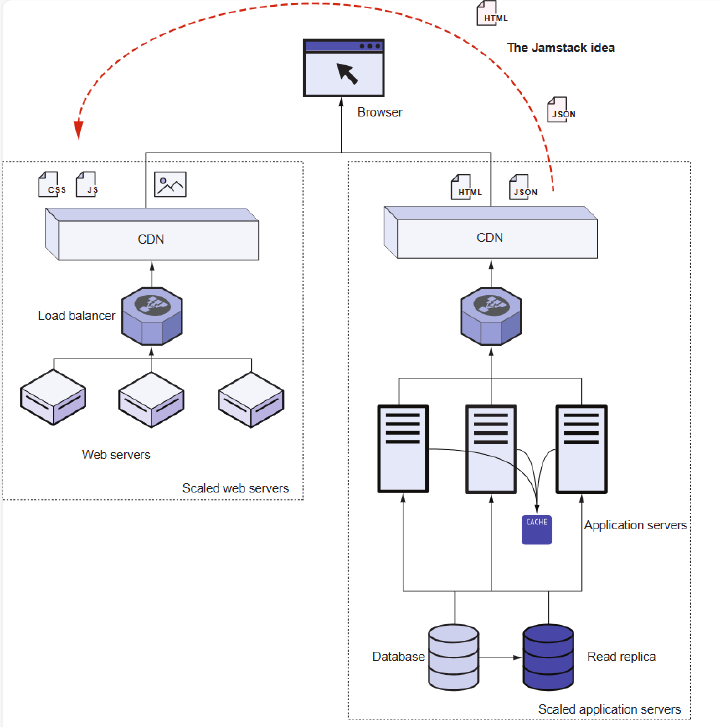 HTML
The Jamstack idea
Browser
JSON
CSS
JS
HTML
JSON
CDN
CDN
Load balancer
Web servers
Scaled web servers
CACHE
Application servers
Database
Read replica
Scaled application servers